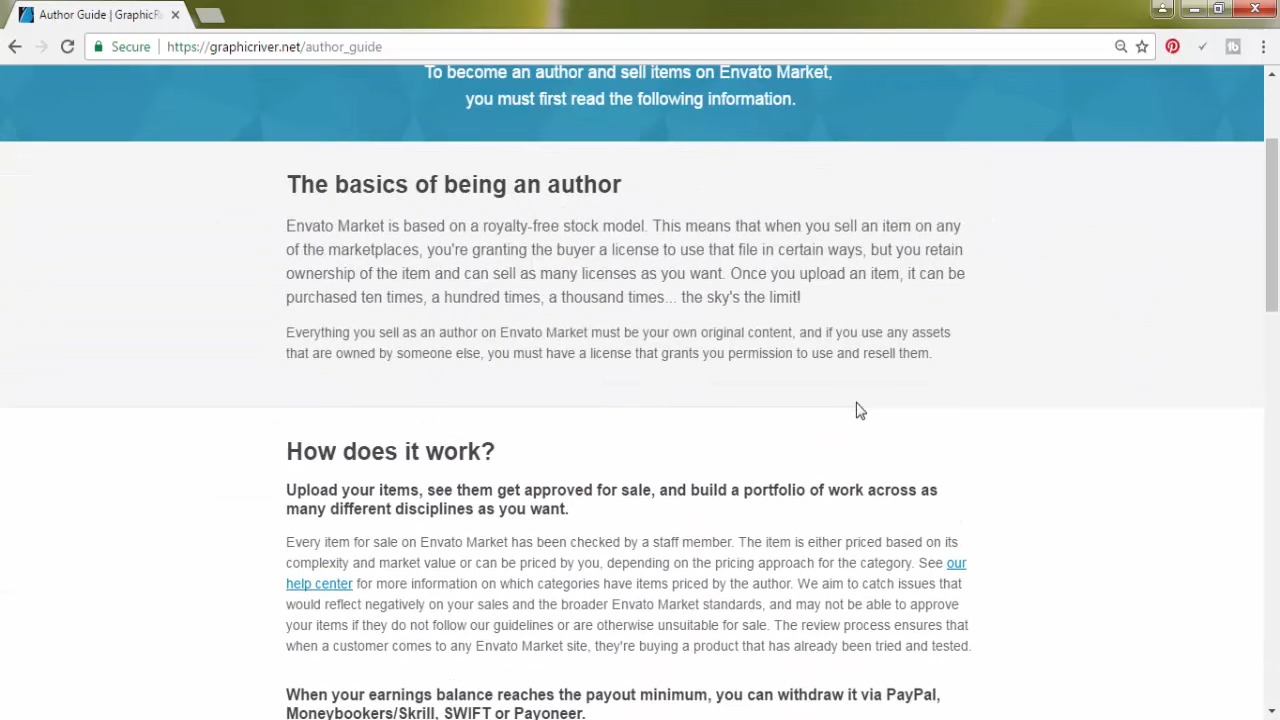 Author Guide | GraphicRi
Secure https://graphicriver.net/author_guide
To become an author and sell items on Envato Market,
you must first read the following information.
The basics of being an author
Envato Market is based on a royalty-free stock model. This means that when you sell an item on any
of the marketplaces, you're granting the buyer a license to use that file in certain ways, but you retain
ownership of the item and can sell as many licenses as you want. Once you upload an item, it can be
purchased ten times, a hundred times, a thousand times... the sky's the limit!
Everything you sell as an author on Envato Market must be your own original content, and if you use any assets
that are owned by someone else, you must have a license that grants you permission to use and resell them.
How does it work?
Upload your items, see them get approved for sale, and build a portfolio of work across as
many different disciplines as you want.
Every item for sale on Envato Market has been checked by a staff member. The item is either priced based on its
complexity and market value or can be priced by you, depending on the pricing approach for the category. See our
help center for more information on which categories have items priced by the author. We aim to catch issues that
would reflect negatively on your sales and the broader Envato Market standards, and may not be able to approve
your items if they do not follow our guidelines or are otherwise unsuitable for sale. The review process ensures that
when a customer comes to any Envato Market site, they're buying a product that has already been tried and tested.
When your earnings balance reaches the payout minimum, you can withdraw it via PayPal,
Moneybookers/Skrill, SWIFT or Payoneer.